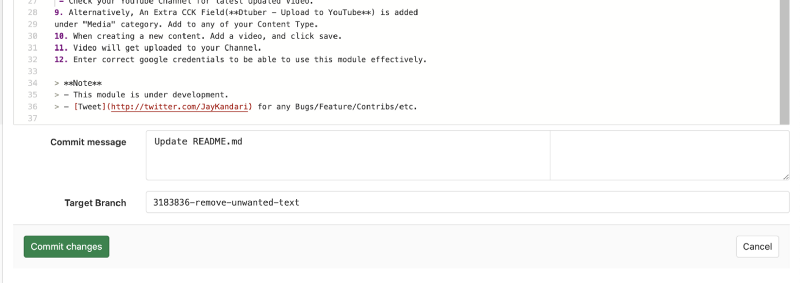 27 - Check your YouTube Channel for latest updated Video.
28 9. Alternatively, An Extra CCK Field(**Dtuber - Upload to YouTube**) is added
29 under "Media" category. Add to any of your Content Type.
30 10. When creating a new content. Add a video, and click save.
31 11. Video will get uploaded to your Channel.
32 12. Enter correct google credentials to be able to use this module effectively.
33
34 > **Note**
35 > - This module is under development.
36 > - [Tweet](http://twitter.com/JayKandari) for any Bugs/Feature/Contribs/etc.
37
Commit message
Update README.md
Target Branch
3183836-remove-unwanted-text
Commit changes
Cancel